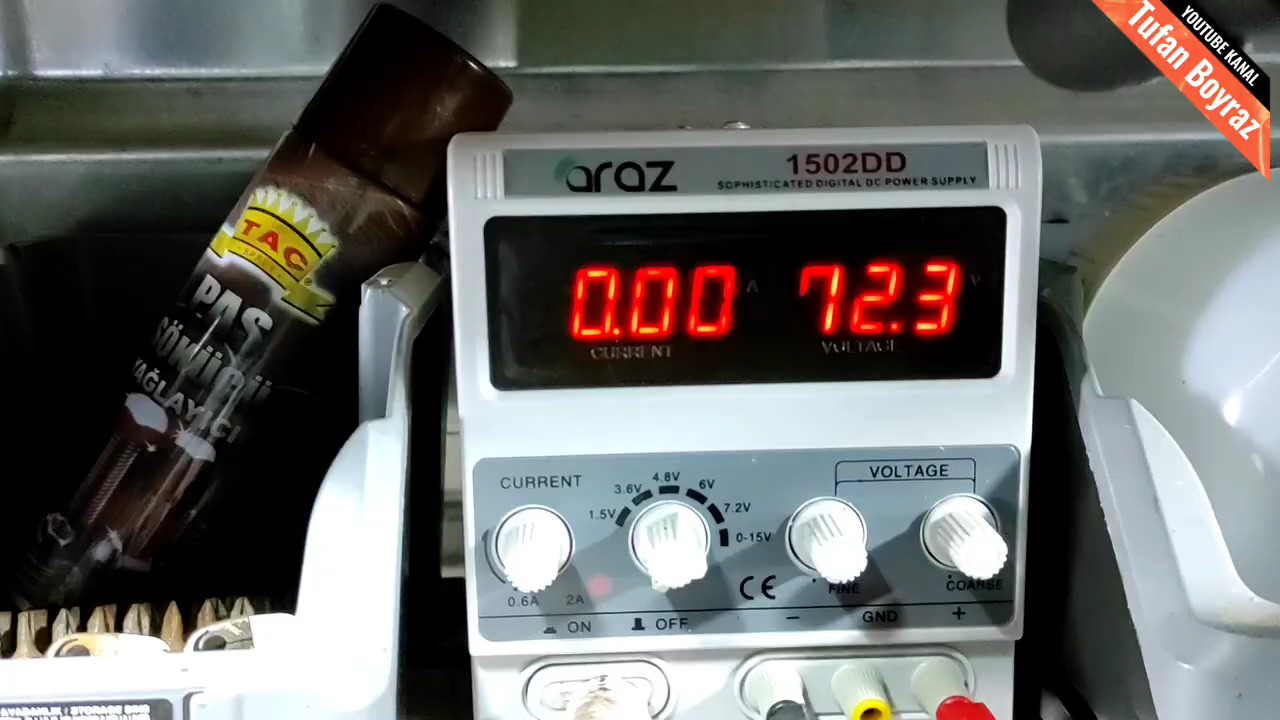 YOUTUBE KANAL
Tufan Boyraz
araz
1502DD
SOPHISTICATED DIGITAL DC POWER SUPPLY
TAÇ
SPRAY
PAS
SÖKÜCÜ
YAĞLAYICI
0.00 A 72.3 V
CURRENT VOLTAGE
CURRENT
1.5V 3.6V 4.8V 6V 7.2V 0-15V
VOLTAGE
0.6A 2A
CE
FINE COARSE
ON OFF
− GND +